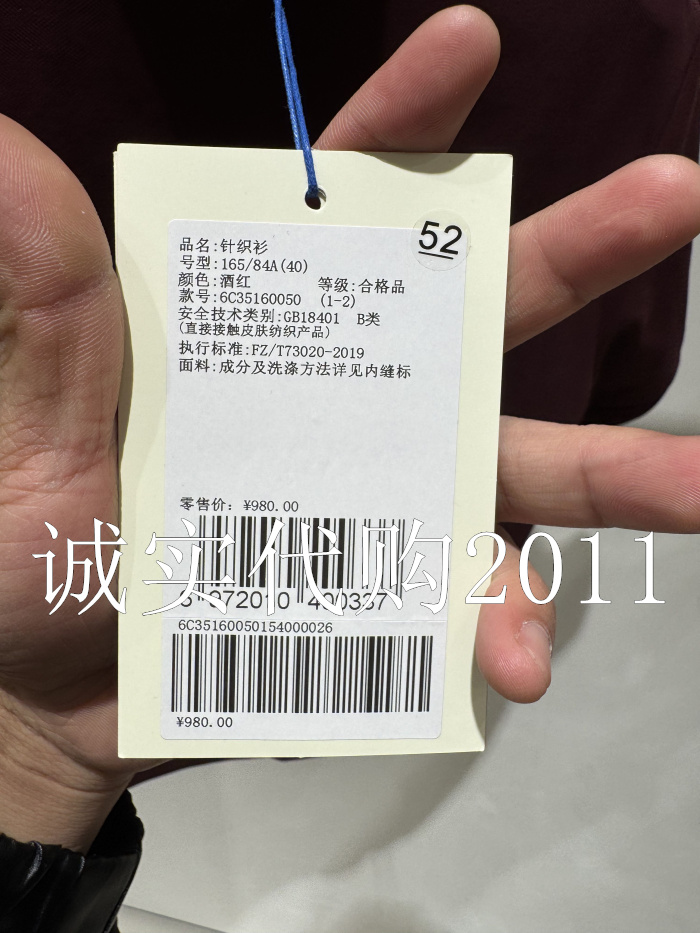 52
品名:针织衫
号型:165/84A(40)
颜色:酒红 等级:合格品
款号:6C35160050 (1-2)
安全技术类别:GB18401 B类
(直接接触皮肤纺织产品)
执行标准:FZ/T73020-2019
面料:成分及洗涤方法详见内缝标
零售价: ¥980.00
诚实代购2011
6C35160050154000026
¥980.00